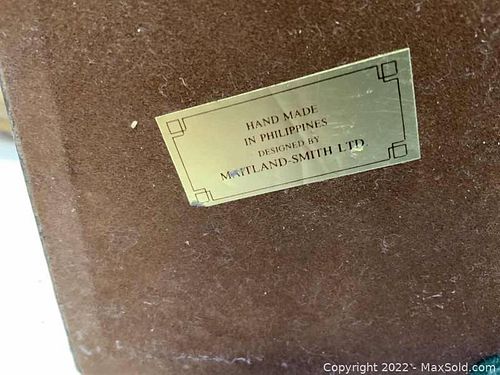 HAND MADE
IN PHILIPPINES
DESIGNED BY
MAITLAND-SMITH LTD.
Copyright 2022 - MaxSold.com